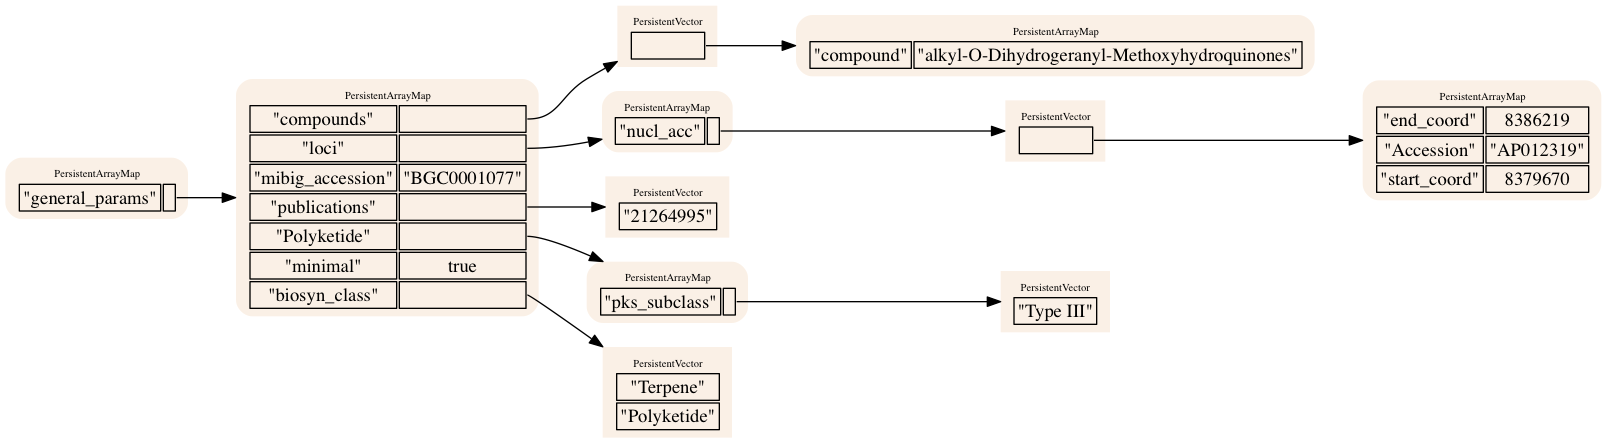 PersistentArrayMap
"general_params"
PersistentArrayMap
"compounds"
"loci"
"mibig_accession" "BGC0001077"
"publications"
"Polyketide"
"minimal" true
"biosyn_class"
PersistentVector
PersistentArrayMap
"compound" "alkyl-O-Dihydrogeranyl-Methoxyhydroquinones"
PersistentArrayMap
"nucl_acc"
PersistentVector
PersistentArrayMap
"end_coord" 8386219
"Accession" "AP012319"
"start_coord" 8379670
PersistentVector
"21264995"
PersistentArrayMap
"pks_subclass"
PersistentVector
"Type III"
PersistentVector
"Terpene"
"Polyketide"